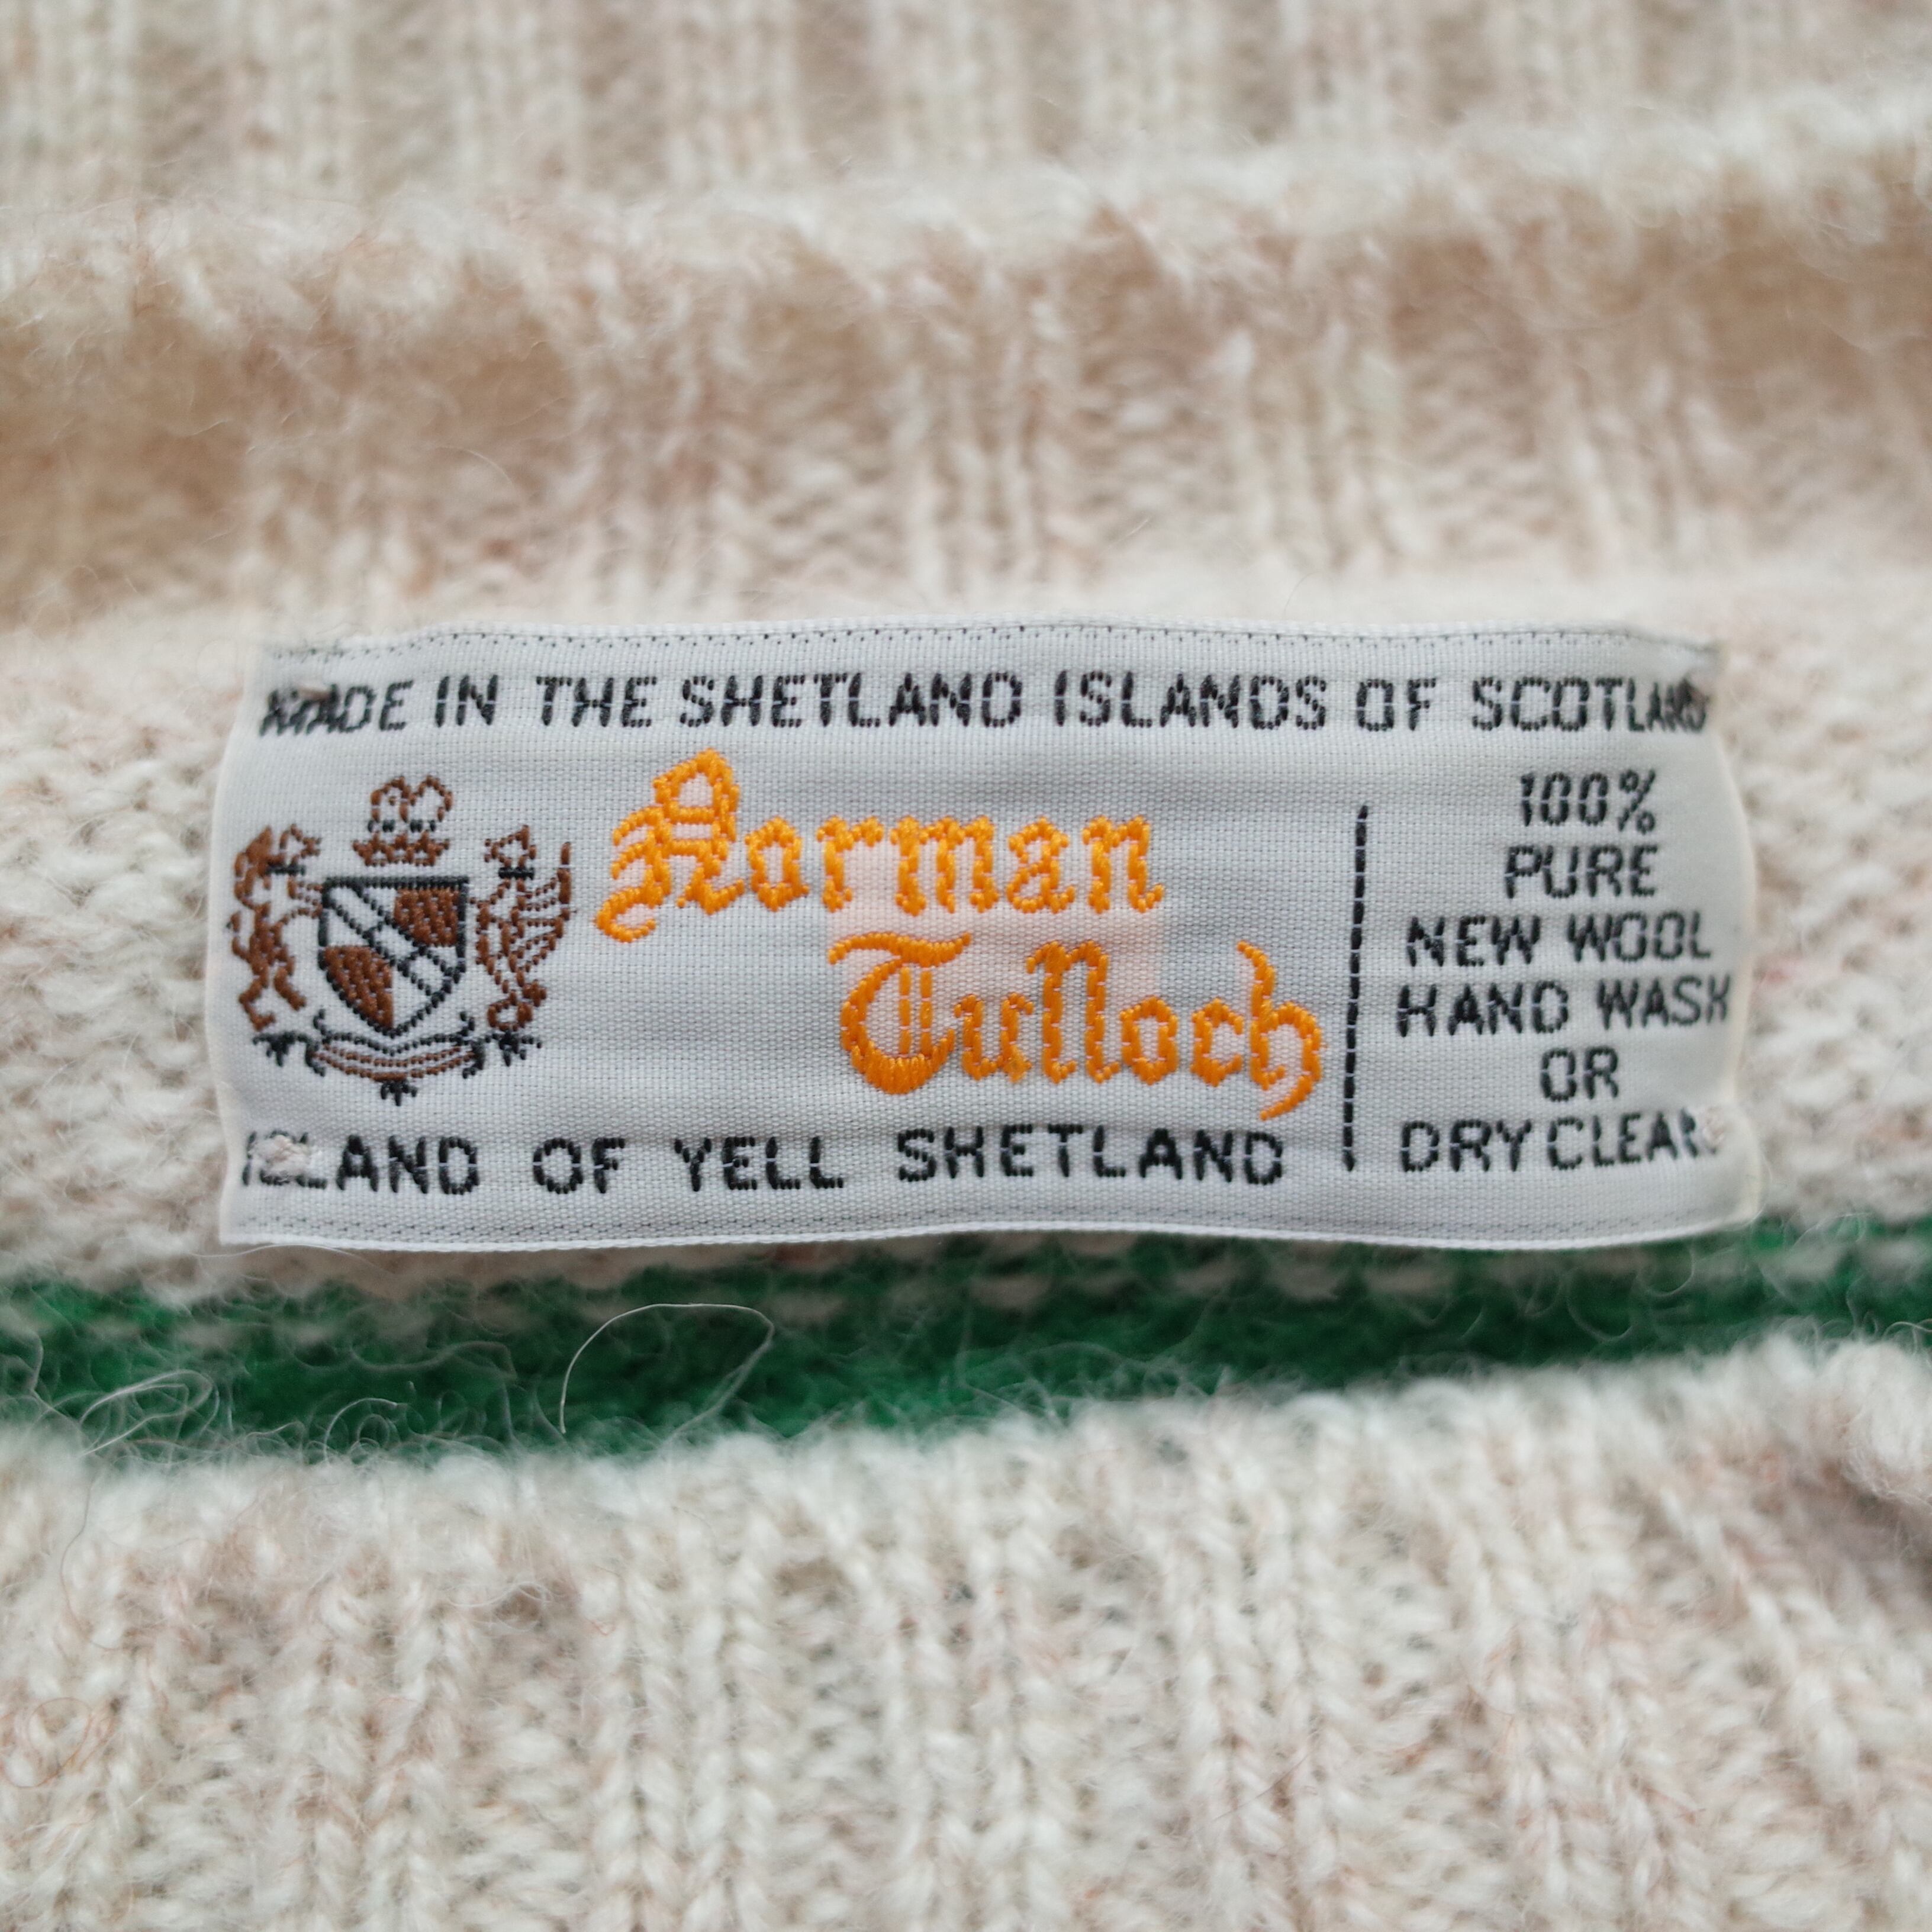 MADE IN THE SHETLAND ISLANDS OF SCOTLAND
Norman
Tulloch
100%
PURE
NEW WOOL
HAND WASH
OR
DRY CLEAN
ISLAND OF YELL SHETLAND